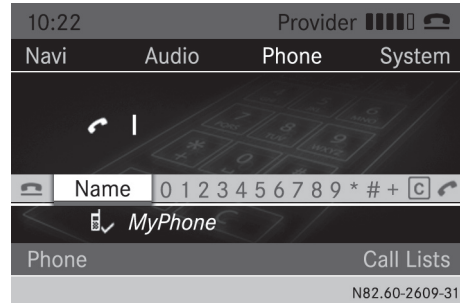 10:22 Provider
Navi Audio Phone System
Name 0 1 2 3 4 5 6 7 8 9 * # + C
MyPhone
Phone Call Lists
N82.60-2609-31